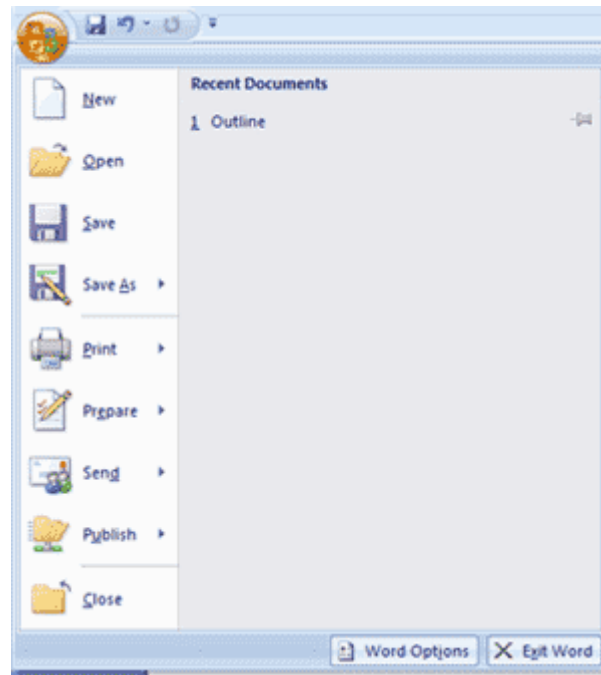 New
Open
Save
Save As
Print
Prepare
Send
Publish
Close
Recent Documents
1 Outline
Word Options
Exit Word